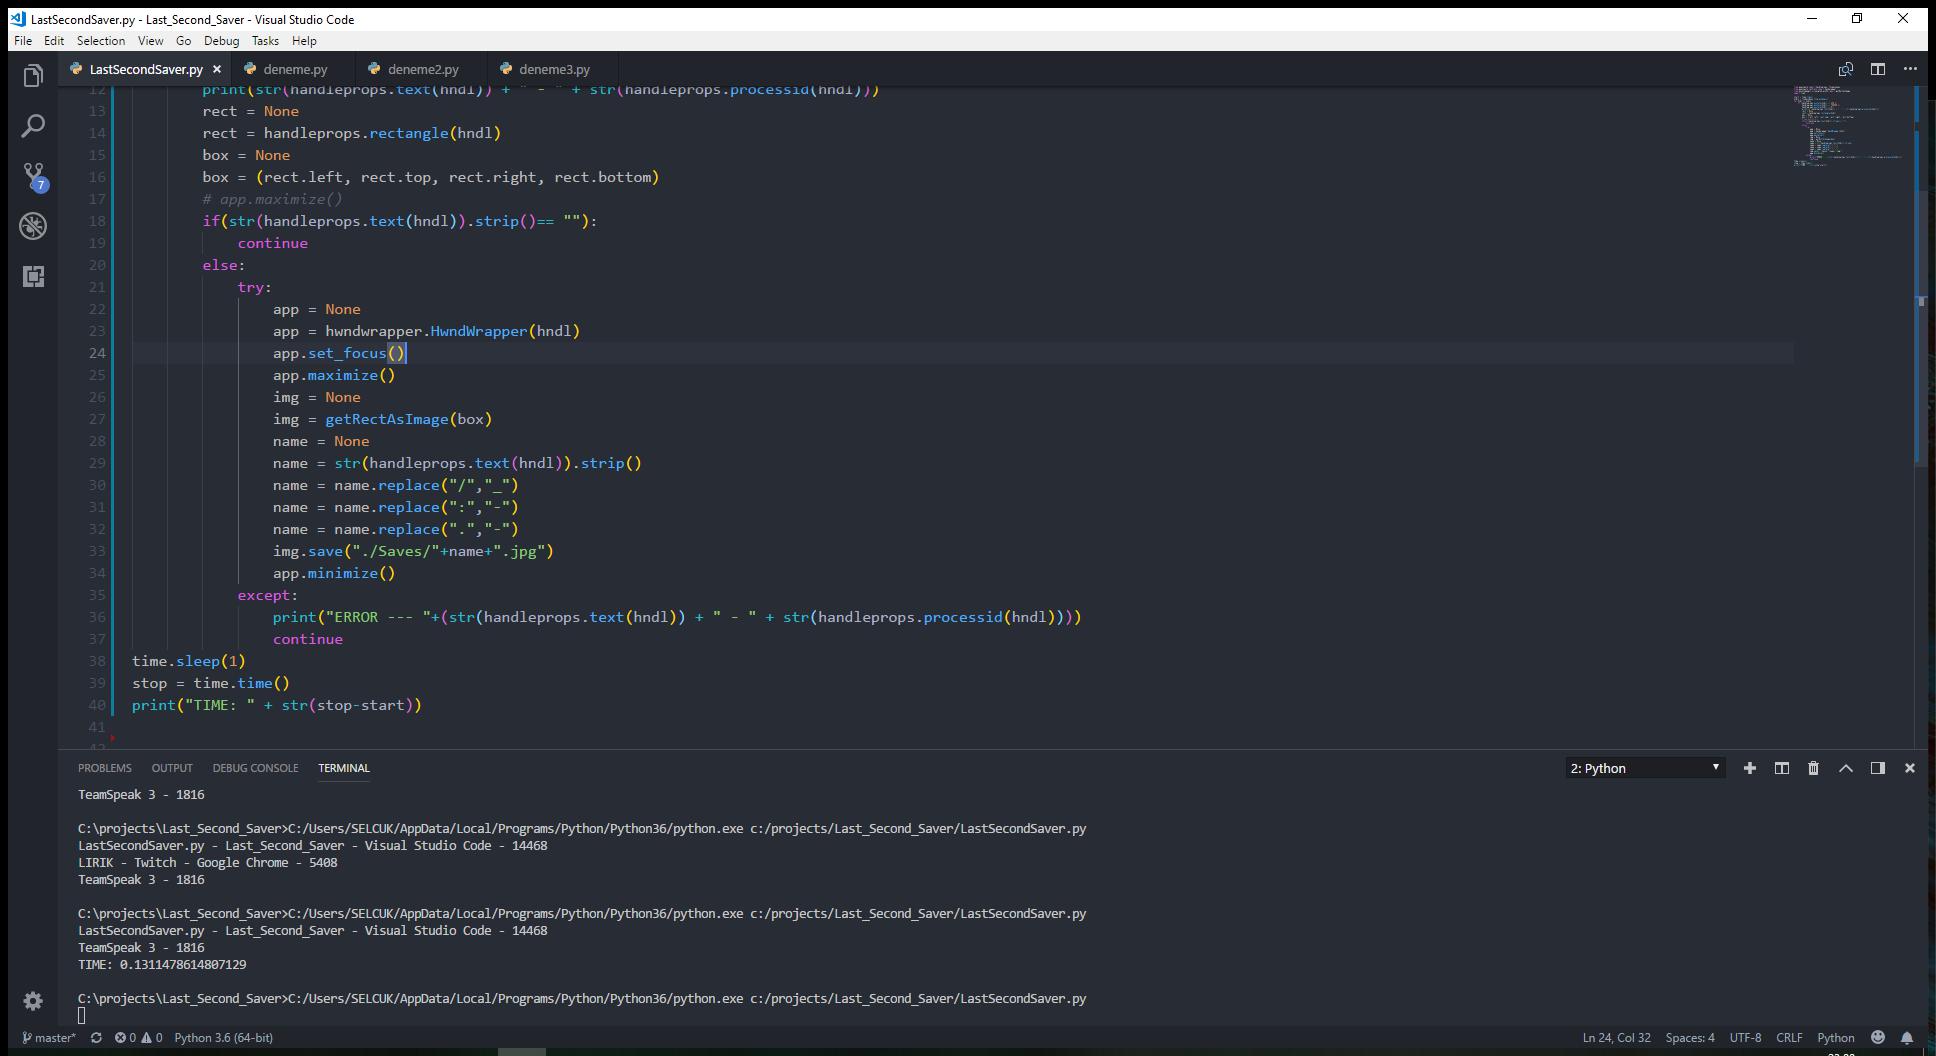 LastSecondSaver.py - Last_Second_Saver - Visual Studio Code
File Edit Selection View Go Debug Tasks Help
LastSecondSaver.py × deneme.py deneme2.py deneme3.py
12 print(str(handleprops.text(hndl)) + " - " + str(handleprops.processid(hndl)))
13 rect = None
14 rect = handleprops.rectangle(hndl)
15 box = None
16 box = (rect.left, rect.top, rect.right, rect.bottom)
17 # app.maximize()
18 if(str(handleprops.text(hndl)).strip()== ""):
19 continue
20 else:
21 try:
22 app = None
23 app = hwndwrapper.HwndWrapper(hndl)
24 app.set_focus()
25 app.maximize()
26 img = None
27 img = getRectAsImage(box)
28 name = None
29 name = str(handleprops.text(hndl)).strip()
30 name = name.replace("/","_")
31 name = name.replace(":","-")
32 name = name.replace(".","-")
33 img.save("./Saves/"+name+".jpg")
34 app.minimize()
35 except:
36 print("ERROR --- "+(str(handleprops.text(hndl)) + " - " + str(handleprops.processid(hndl))))
37 continue
38 time.sleep(1)
39 stop = time.time()
40 print("TIME: " + str(stop-start))
41
42
PROBLEMS OUTPUT DEBUG CONSOLE TERMINAL 2: Python
TeamSpeak 3 - 1816
C:\projects\Last_Second_Saver>C:/Users/SELCUK/AppData/Local/Programs/Python/Python36/python.exe c:/projects/Last_Second_Saver/LastSecondSaver.py
LastSecondSaver.py - Last_Second_Saver - Visual Studio Code - 14468
LIRIK - Twitch - Google Chrome - 5408
TeamSpeak 3 - 1816
C:\projects\Last_Second_Saver>C:/Users/SELCUK/AppData/Local/Programs/Python/Python36/python.exe c:/projects/Last_Second_Saver/LastSecondSaver.py
LastSecondSaver.py - Last_Second_Saver - Visual Studio Code - 14468
TeamSpeak 3 - 1816
TIME: 0.1311478614807129
C:\projects\Last_Second_Saver>C:/Users/SELCUK/AppData/Local/Programs/Python/Python36/python.exe c:/projects/Last_Second_Saver/LastSecondSaver.py
7
master* 0 0 Python 3.6 (64-bit) Ln 24, Col 32 Spaces: 4 UTF-8 CRLF Python